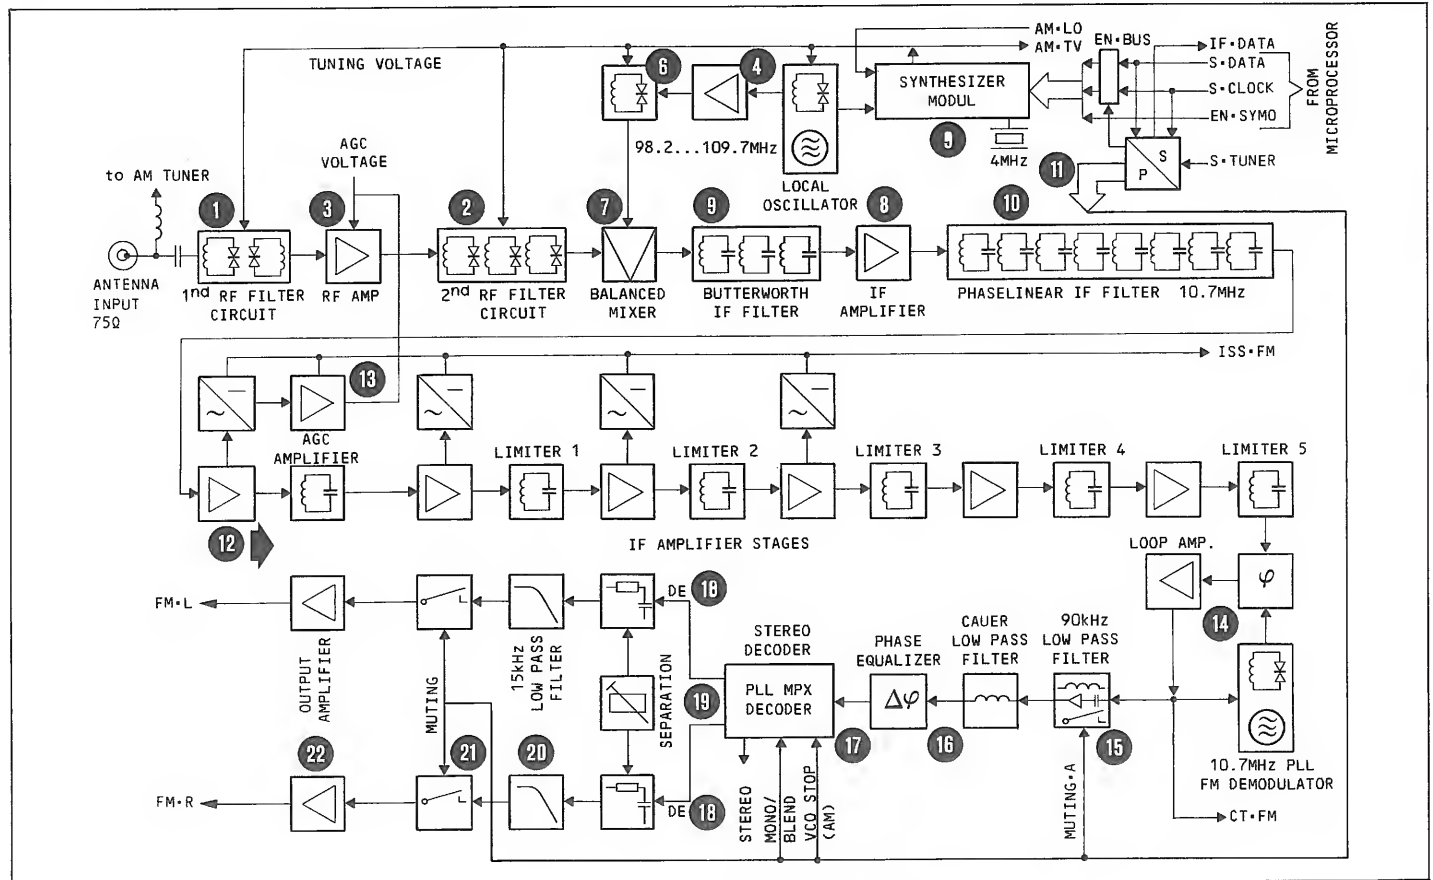 AM•LO
AM•TV
EN•BUS
IF•DATA
S•DATA
S•CLOCK
EN•SYMO
FROM
MICROPROCESSOR
S•TUNER
TUNING VOLTAGE
6
4
SYNTHESIZER
MODUL
9
4MHz
11
S
P
98.2...109.7MHz
LOCAL
OSCILLATOR
AGC
VOLTAGE
to AM TUNER
1
3
2
7
9
8
10
ANTENNA
INPUT
75Ω
1nd RF FILTER
CIRCUIT
RF AMP
2nd RF FILTER
CIRCUIT
BALANCED
MIXER
BUTTERWORTH
IF FILTER
IF
AMPLIFIER
PHASELINEAR IF FILTER 10.7MHz
ISS•FM
13
AGC
AMPLIFIER
LIMITER 1
LIMITER 2
LIMITER 3
LIMITER 4
LIMITER 5
12
IF AMPLIFIER STAGES
LOOP AMP.
φ
14
FM•L
OUTPUT
AMPLIFIER
MUTING
15kHz
LOW PASS
FILTER
SEPARATION
DE 18
STEREO
DECODER
PLL MPX
DECODER
19
17
PHASE
EQUALIZER
Δφ
16
CAUER
LOW PASS
FILTER
90kHz
LOW PASS
FILTER
15
10.7MHz PLL
FM DEMODULATOR
22
21
20
FM•R
DE 18
STEREO
MONO/
BLEND
VCO STOP
(AM)
MUTING•A
CT•FM